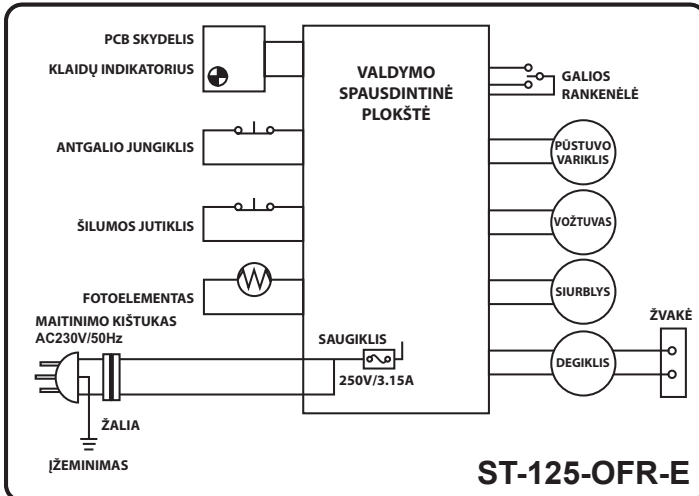 PCB SKYDELIS
KLAIDŲ INDIKATORIUS
VALDYMO
SPAUSDINTINĖ
PLOKŠTĖ
GALIOS
RANKENĖLĖ
ANTGALIO JUNGIKLIS
PŪSTUVO
VARIKLIS
ŠILUMOS JUTIKLIS
VOŽTUVAS
FOTOELEMENTAS
SIURBLYS
MAITINIMO KIŠTUKAS
AC230V/50Hz
SAUGIKLIS
250V/3.15A
DEGIKLIS
ŽVAKĖ
ŽALIA
ĮŽEMINIMAS
ST-125-OFR-E